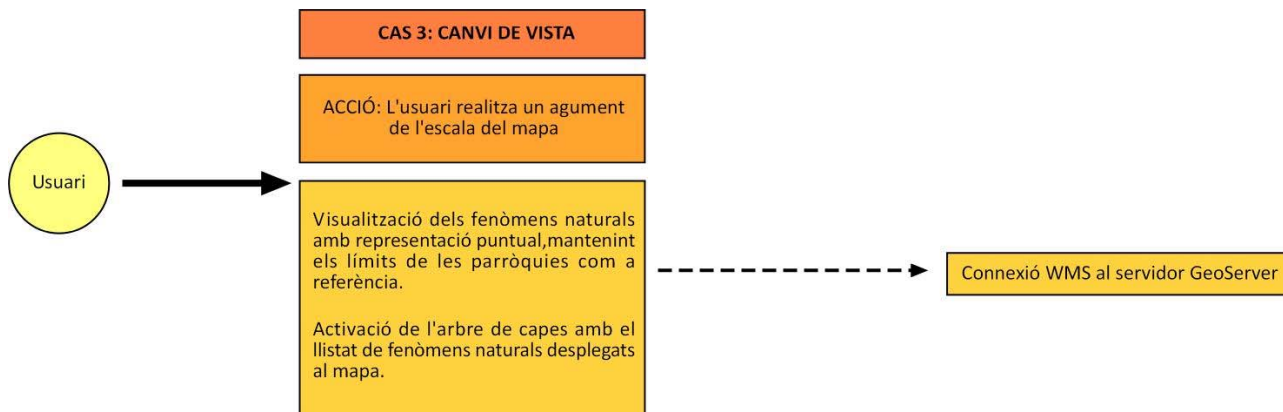 CAS 3: CANVI DE VISTA
ACCIÓ: L'usuari realitza un agument
de l'escala del mapa
Usuari
Visualització dels fenòmens naturals
amb representació puntual,mantenint
els límits de les parròquies com a
referència.
Activació de l'arbre de capes amb el
llistat de fenòmens naturals desplegats
al mapa.
Connexió WMS al servidor GeoServer